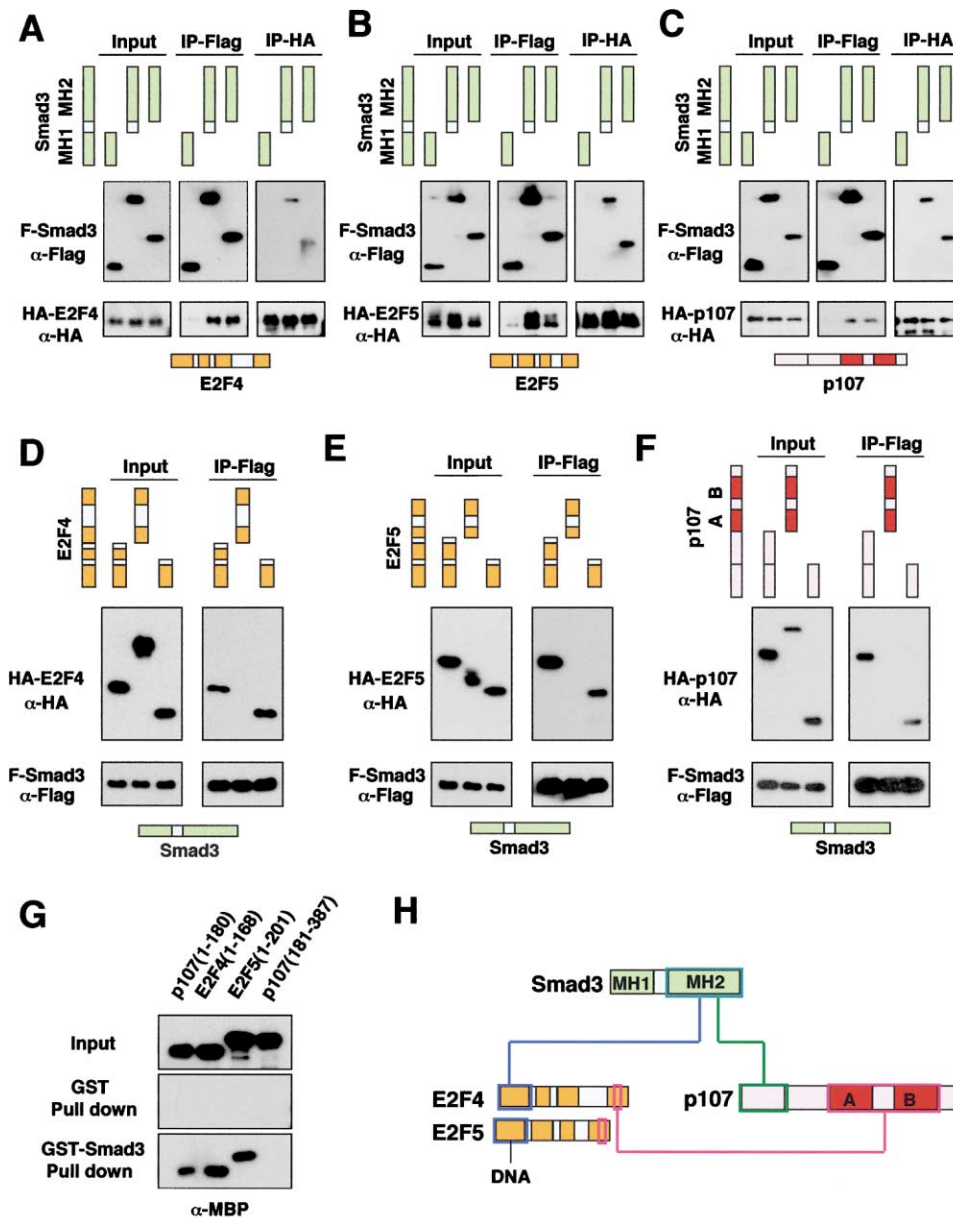 A
Input IP-Flag IP-HA
Smad3
MH1 MH2
F-Smad3
α-Flag
HA-E2F4
α-HA
E2F4
B
Input IP-Flag IP-HA
Smad3
MH1 MH2
F-Smad3
α-Flag
HA-E2F5
α-HA
E2F5
C
Input IP-Flag IP-HA
Smad3
MH1 MH2
F-Smad3
α-Flag
HA-p107
α-HA
p107
D
Input IP-Flag
E2F4
HA-E2F4
α-HA
F-Smad3
α-Flag
Smad3
E
Input IP-Flag
E2F5
HA-E2F5
α-HA
F-Smad3
α-Flag
Smad3
F
Input IP-Flag
p107
A B
HA-p107
α-HA
F-Smad3
α-Flag
Smad3
G
p107(1-180)
E2F4(1-168)
E2F5(1-201)
p107(181-387)
Input
GST
Pull down
GST-Smad3
Pull down
α-MBP
H
Smad3 MH1 MH2
E2F4
E2F5
DNA
p107 A B